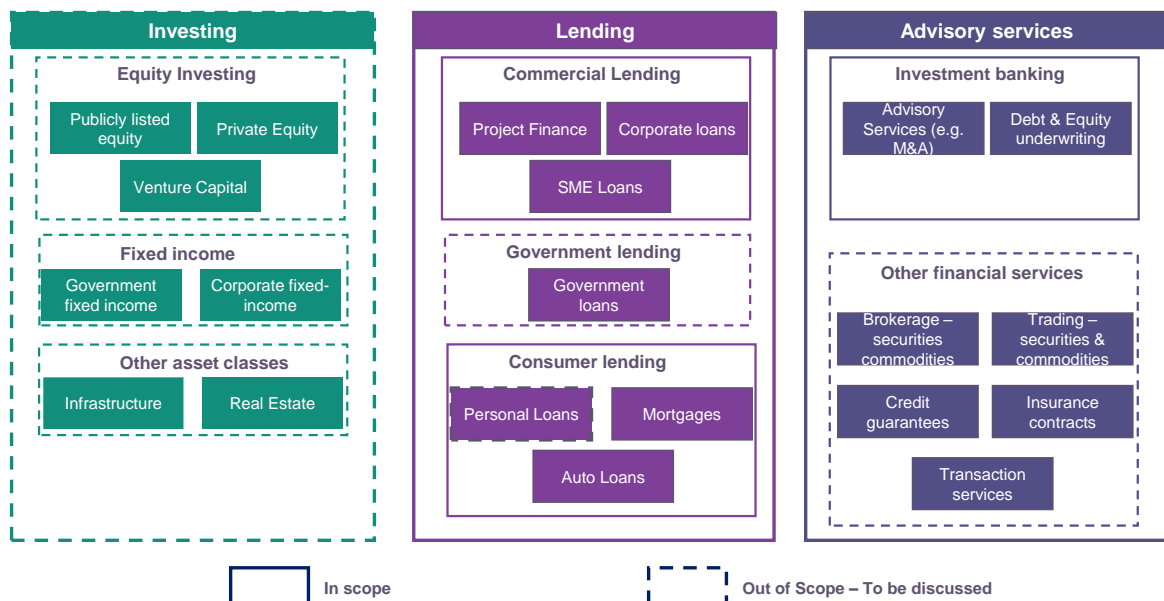 Investing
Equity Investing
Publicly listed
equity
Private Equity
Venture Capital
Fixed income
Government
fixed income
Corporate fixed-
income
Other asset classes
Infrastructure
Real Estate
Lending
Commercial Lending
Project Finance
Corporate loans
SME Loans
Government lending
Government
loans
Consumer lending
Personal Loans
Mortgages
Auto Loans
Advisory services
Investment banking
Advisory
Services (e.g.
M&A)
Debt & Equity
underwriting
Other financial services
Brokerage –
securities
commodities
Trading –
securities &
commodities
Credit
guarantees
Insurance
contracts
Transaction
services
In scope
Out of Scope – To be discussed